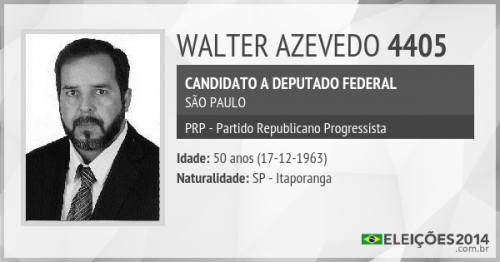 WALTER AZEVEDO 4405
CANDIDATO A DEPUTADO FEDERAL
SÃO PAULO
PRP - Partido Republicano Progressista
Idade: 50 anos (17-12-1963)
Naturalidade: SP - Itaporanga
ELEIÇÕES2014
.com.br